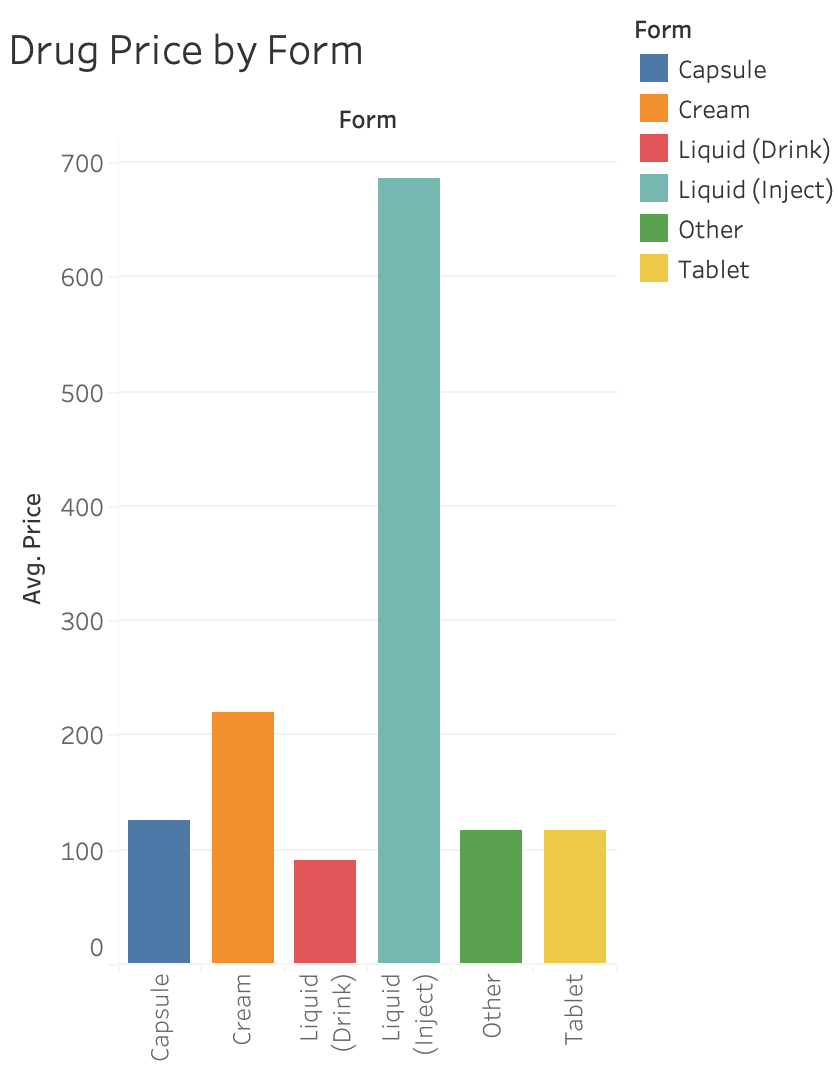 Drug Price by Form
Form
Capsule
Cream
Liquid (Drink)
Liquid (Inject)
Other
Tablet
Form
Avg. Price
700
600
500
400
300
200
100
0
Capsule
Cream
Liquid
(Drink)
Liquid
(Inject)
Other
Tablet